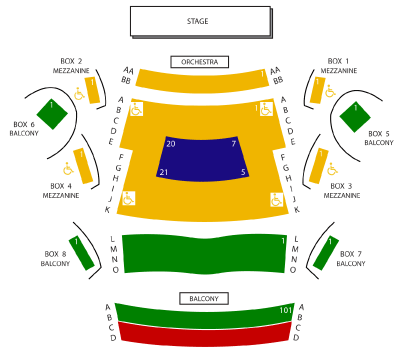 STAGE
BOX 2
MEZZANINE
ORCHESTRA
BOX 1
MEZZANINE
AA
BB
1
AA
BB
1
1
1
1
BOX 6
BALCONY
BOX 5
BALCONY
A
B
C
D
E
1
A
B
C
D
E
20
7
21
5
F
G
H
I
J
K
F
G
H
I
J
K
1
BOX 4
MEZZANINE
1
BOX 3
MEZZANINE
L
M
N
O
1
L
M
N
O
1
BOX 8
BALCONY
1
BOX 7
BALCONY
BALCONY
A
B
C
D
101
A
B
C
D